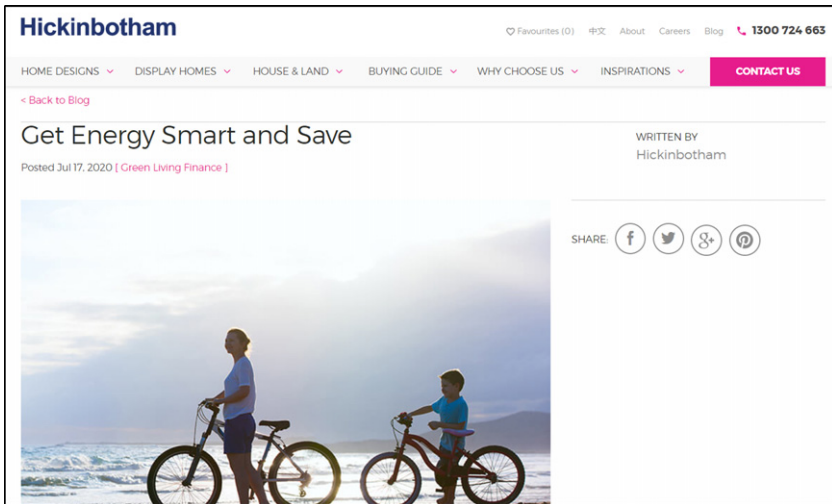 Hickinbotham
Favourites (0) 中文 About Careers Blog 1300 724 663
HOME DESIGNS DISPLAY HOMES HOUSE & LAND BUYING GUIDE WHY CHOOSE US INSPIRATIONS CONTACT US
< Back to Blog
Get Energy Smart and Save
Posted Jul 17, 2020 [ Green Living Finance ]
WRITTEN BY
Hickinbotham
SHARE: